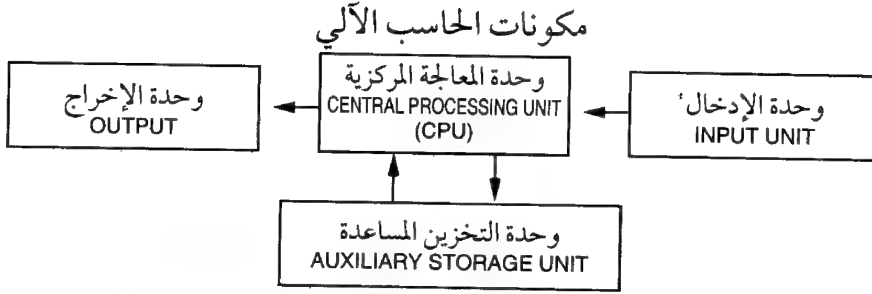 مكونات الحاسب الآلي
وحدة الإدخال
INPUT UNIT
وحدة المعالجة المركزية
CENTRAL PROCESSING UNIT
(CPU)
وحدة الإخراج
OUTPUT
وحدة التخزين المساعدة
AUXILIARY STORAGE UNIT